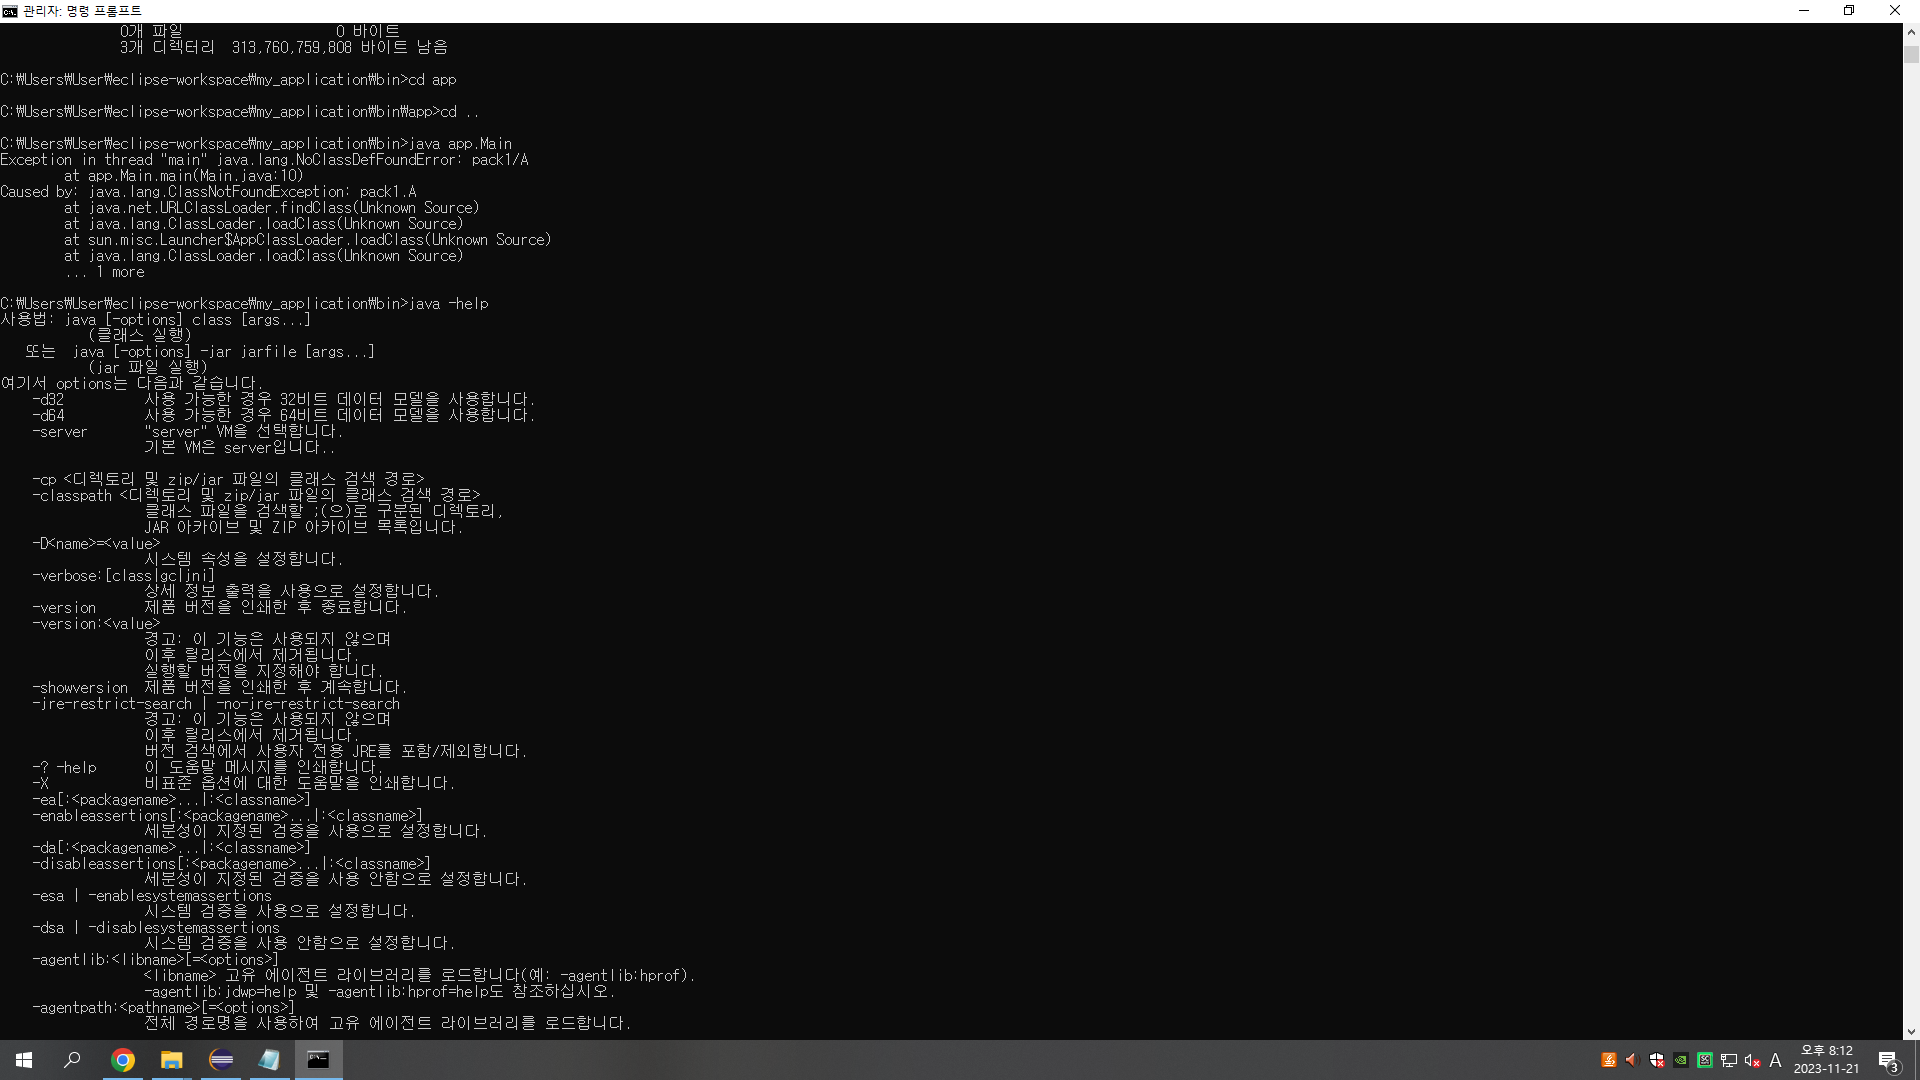 관리자: 명령 프롬프트
0개 파일                   0 바이트
3개 디렉터리  313,760,759,808 바이트 남음
C:₩Users₩User₩eclipse-workspace₩my_application₩bin>cd app
C:₩Users₩User₩eclipse-workspace₩my_application₩bin₩app>cd ..
C:₩Users₩User₩eclipse-workspace₩my_application₩bin>java app.Main
Exception in thread "main" java.lang.NoClassDefFoundError: pack1/A
at app.Main.main(Main.java:10)
Caused by: java.lang.ClassNotFoundException: pack1.A
at java.net.URLClassLoader.findClass(Unknown Source)
at java.lang.ClassLoader.loadClass(Unknown Source)
at sun.misc.Launcher$AppClassLoader.loadClass(Unknown Source)
at java.lang.ClassLoader.loadClass(Unknown Source)
... 1 more
C:₩Users₩User₩eclipse-workspace₩my_application₩bin>java -help
사용법: java [-options] class [args...]
(클래스 실행)
또는  java [-options] -jar jarfile [args...]
(jar 파일 실행)
여기서 options는 다음과 같습니다.
-d32          사용 가능한 경우 32비트 데이터 모델을 사용합니다.
-d64          사용 가능한 경우 64비트 데이터 모델을 사용합니다.
-server       "server" VM을 선택합니다.
기본 VM은 server입니다..
-cp <디렉토리 및 zip/jar 파일의 클래스 검색 경로>
-classpath <디렉토리 및 zip/jar 파일의 클래스 검색 경로>
클래스 파일을 검색할 ;(으)로 구분된 디렉토리,
JAR 아카이브 및 ZIP 아카이브 목록입니다.
-D<name>=<value>
시스템 속성을 설정합니다.
-verbose:[class|gc|jni]
상세 정보 출력을 사용으로 설정합니다.
-version      제품 버전을 인쇄한 후 종료합니다.
-version:<value>
경고: 이 기능은 사용되지 않으며
이후 릴리스에서 제거됩니다.
실행할 버전을 지정해야 합니다.
-showversion  제품 버전을 인쇄한 후 계속합니다.
-jre-restrict-search | -no-jre-restrict-search
경고: 이 기능은 사용되지 않으며
이후 릴리스에서 제거됩니다.
버전 검색에서 사용자 전용 JRE를 포함/제외합니다.
-? -help      이 도움말 메시지를 인쇄합니다.
-X            비표준 옵션에 대한 도움말을 인쇄합니다.
-ea[:<packagename>...|:<classname>]
-enableassertions[:<packagename>...|:<classname>]
세분성이 지정된 검증을 사용으로 설정합니다.
-da[:<packagename>...|:<classname>]
-disableassertions[:<packagename>...|:<classname>]
세분성이 지정된 검증을 사용 안함으로 설정합니다.
-esa | -enablesystemassertions
시스템 검증을 사용으로 설정합니다.
-dsa | -disablesystemassertions
시스템 검증을 사용 안함으로 설정합니다.
-agentlib:<libname>[=<options>]
<libname> 고유 에이전트 라이브러리를 로드합니다(예: -agentlib:hprof).
-agentlib:jdwp=help 및 -agentlib:hprof=help도 참조하십시오.
-agentpath:<pathname>[=<options>]
전체 경로명을 사용하여 고유 에이전트 라이브러리를 로드합니다.
A
오후 8:12
2023-11-21
3